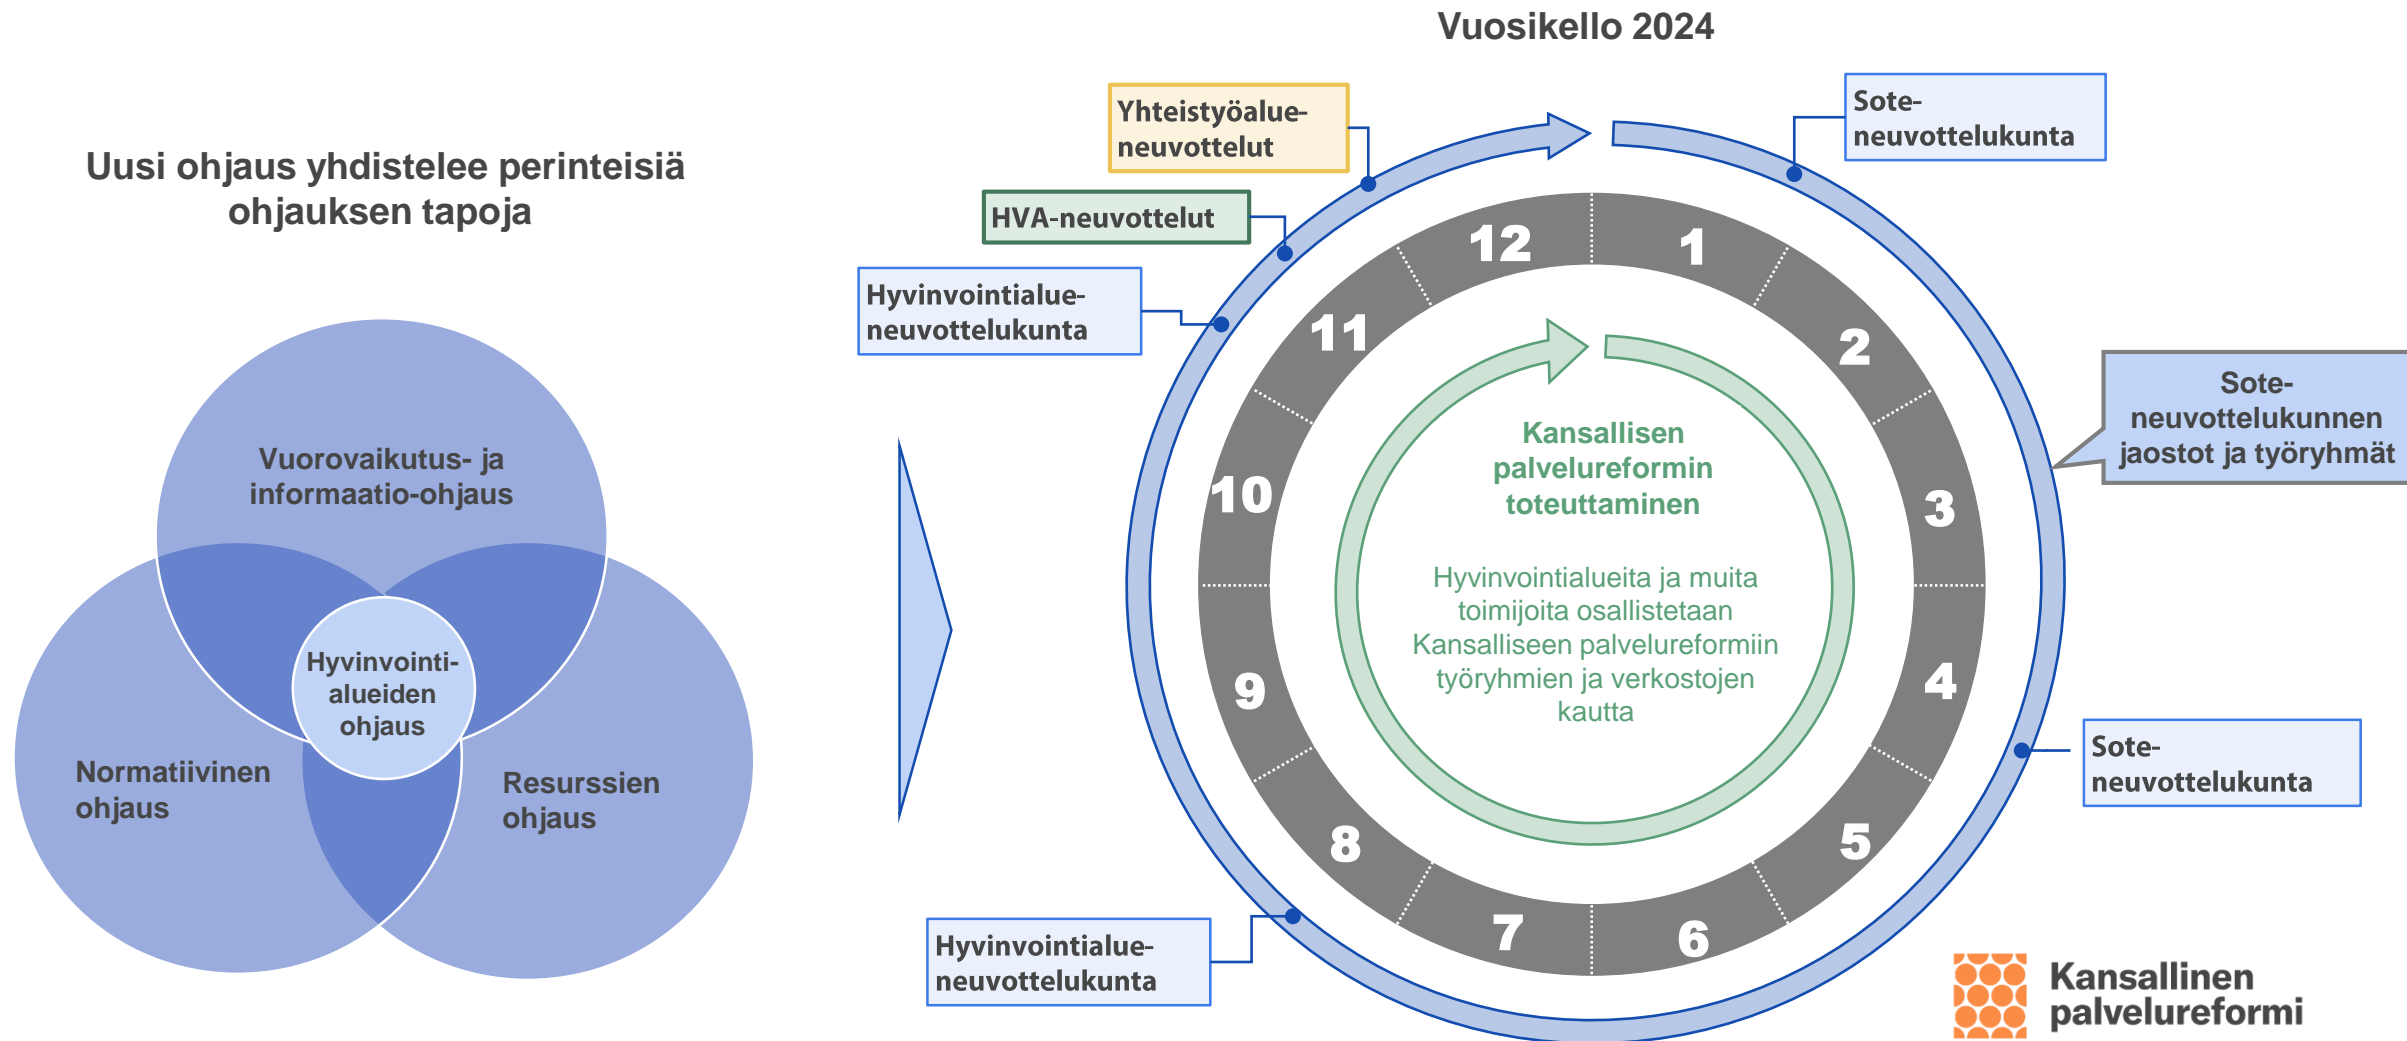 Uusi ohjaus yhdistelee perinteisiä
ohjauksen tapoja
Vuorovaikutus- ja
informaatio-ohjaus
Hyvinvointi-
alueiden
ohjaus
Normatiivinen
ohjaus
Resurssien
ohjaus
Vuosikello 2024
Yhteistyöalue-
neuvottelut
HVA-neuvottelut
Hyvinvointialue-
neuvottelukunta
Sote-
neuvottelukunta
Sote-
neuvottelukunnen
jaostot ja työryhmät
Sote-
neuvottelukunta
Hyvinvointialue-
neuvottelukunta
1
2
3
4
5
6
7
8
9
10
11
12
Kansallisen
palvelureformin
toteuttaminen
Hyvinvointialueita ja muita
toimijoita osallistetaan
Kansalliseen palvelureformiin
työryhmien ja verkostojen
kautta
Kansallinen
palvelureformi